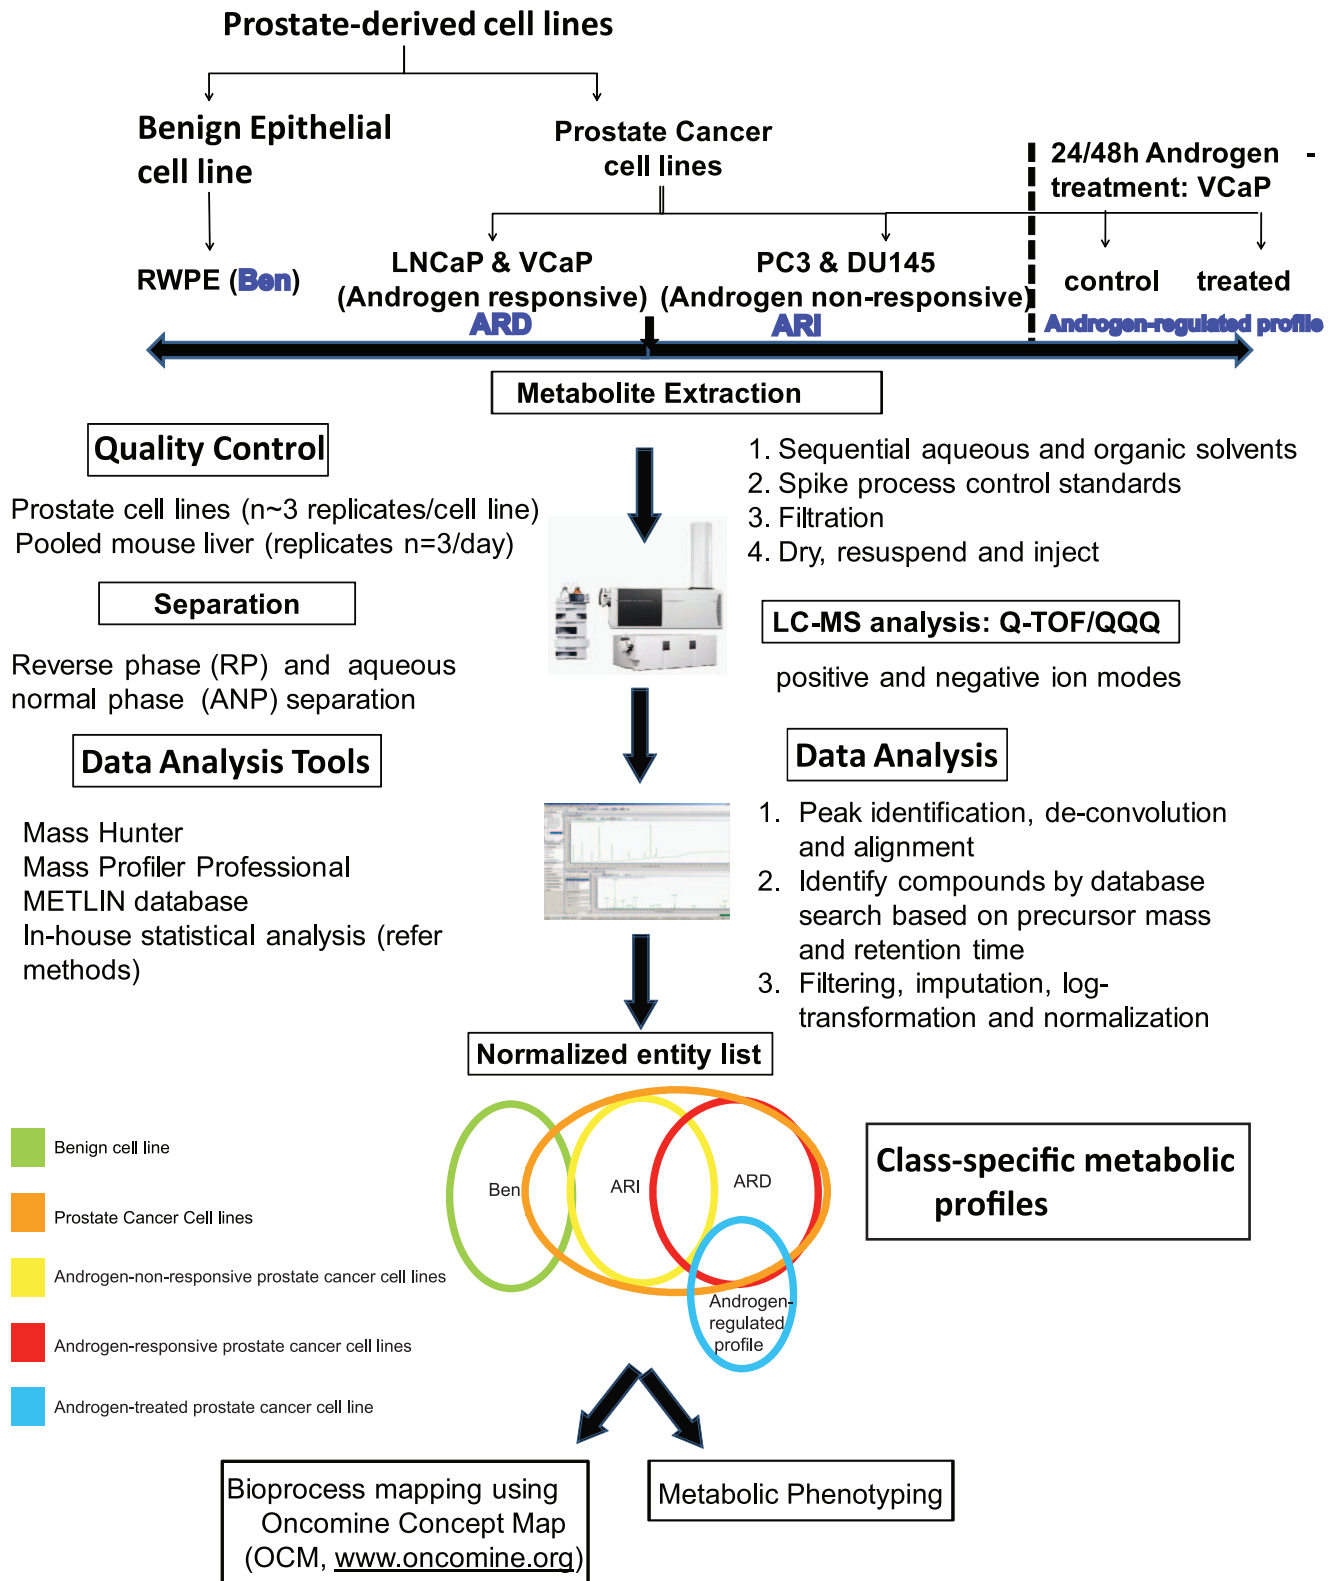 Prostate-derived cell lines
Benign Epithelial
cell line
Prostate Cancer
cell lines
24/48h Androgen -
treatment: VCaP
RWPE (Ben)
LNCaP & VCaP
(Androgen responsive)
ARD
PC3 & DU145
(Androgen non-responsive)
ARI
control
treated
Androgen-regulated profile
Metabolite Extraction
Quality Control
Prostate cell lines (n~3 replicates/cell line)
Pooled mouse liver (replicates n=3/day)
1. Sequential aqueous and organic solvents
2. Spike process control standards
3. Filtration
4. Dry, resuspend and inject
Separation
Reverse phase (RP) and aqueous
normal phase (ANP) separation
LC-MS analysis: Q-TOF/QQQ
positive and negative ion modes
Data Analysis Tools
Mass Hunter
Mass Profiler Professional
METLIN database
In-house statistical analysis (refer
methods)
Data Analysis
1. Peak identification, de-convolution
and alignment
2. Identify compounds by database
search based on precursor mass
and retention time
3. Filtering, imputation, log-
transformation and normalization
Normalized entity list
Benign cell line
Prostate Cancer Cell lines
Androgen-non-responsive prostate cancer cell lines
Androgen-responsive prostate cancer cell lines
Androgen-treated prostate cancer cell line
Ben
ARI
ARD
Androgen-
regulated
profile
Class-specific metabolic
profiles
Bioprocess mapping using
Oncomine Concept Map
(OCM, www.oncomine.org)
Metabolic Phenotyping